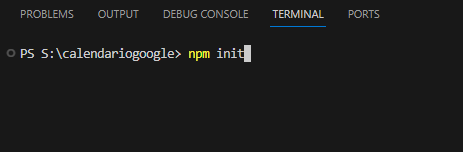 PROBLEMS OUTPUT DEBUG CONSOLE TERMINAL PORTS
PS S:\calendariogoogle> npm init